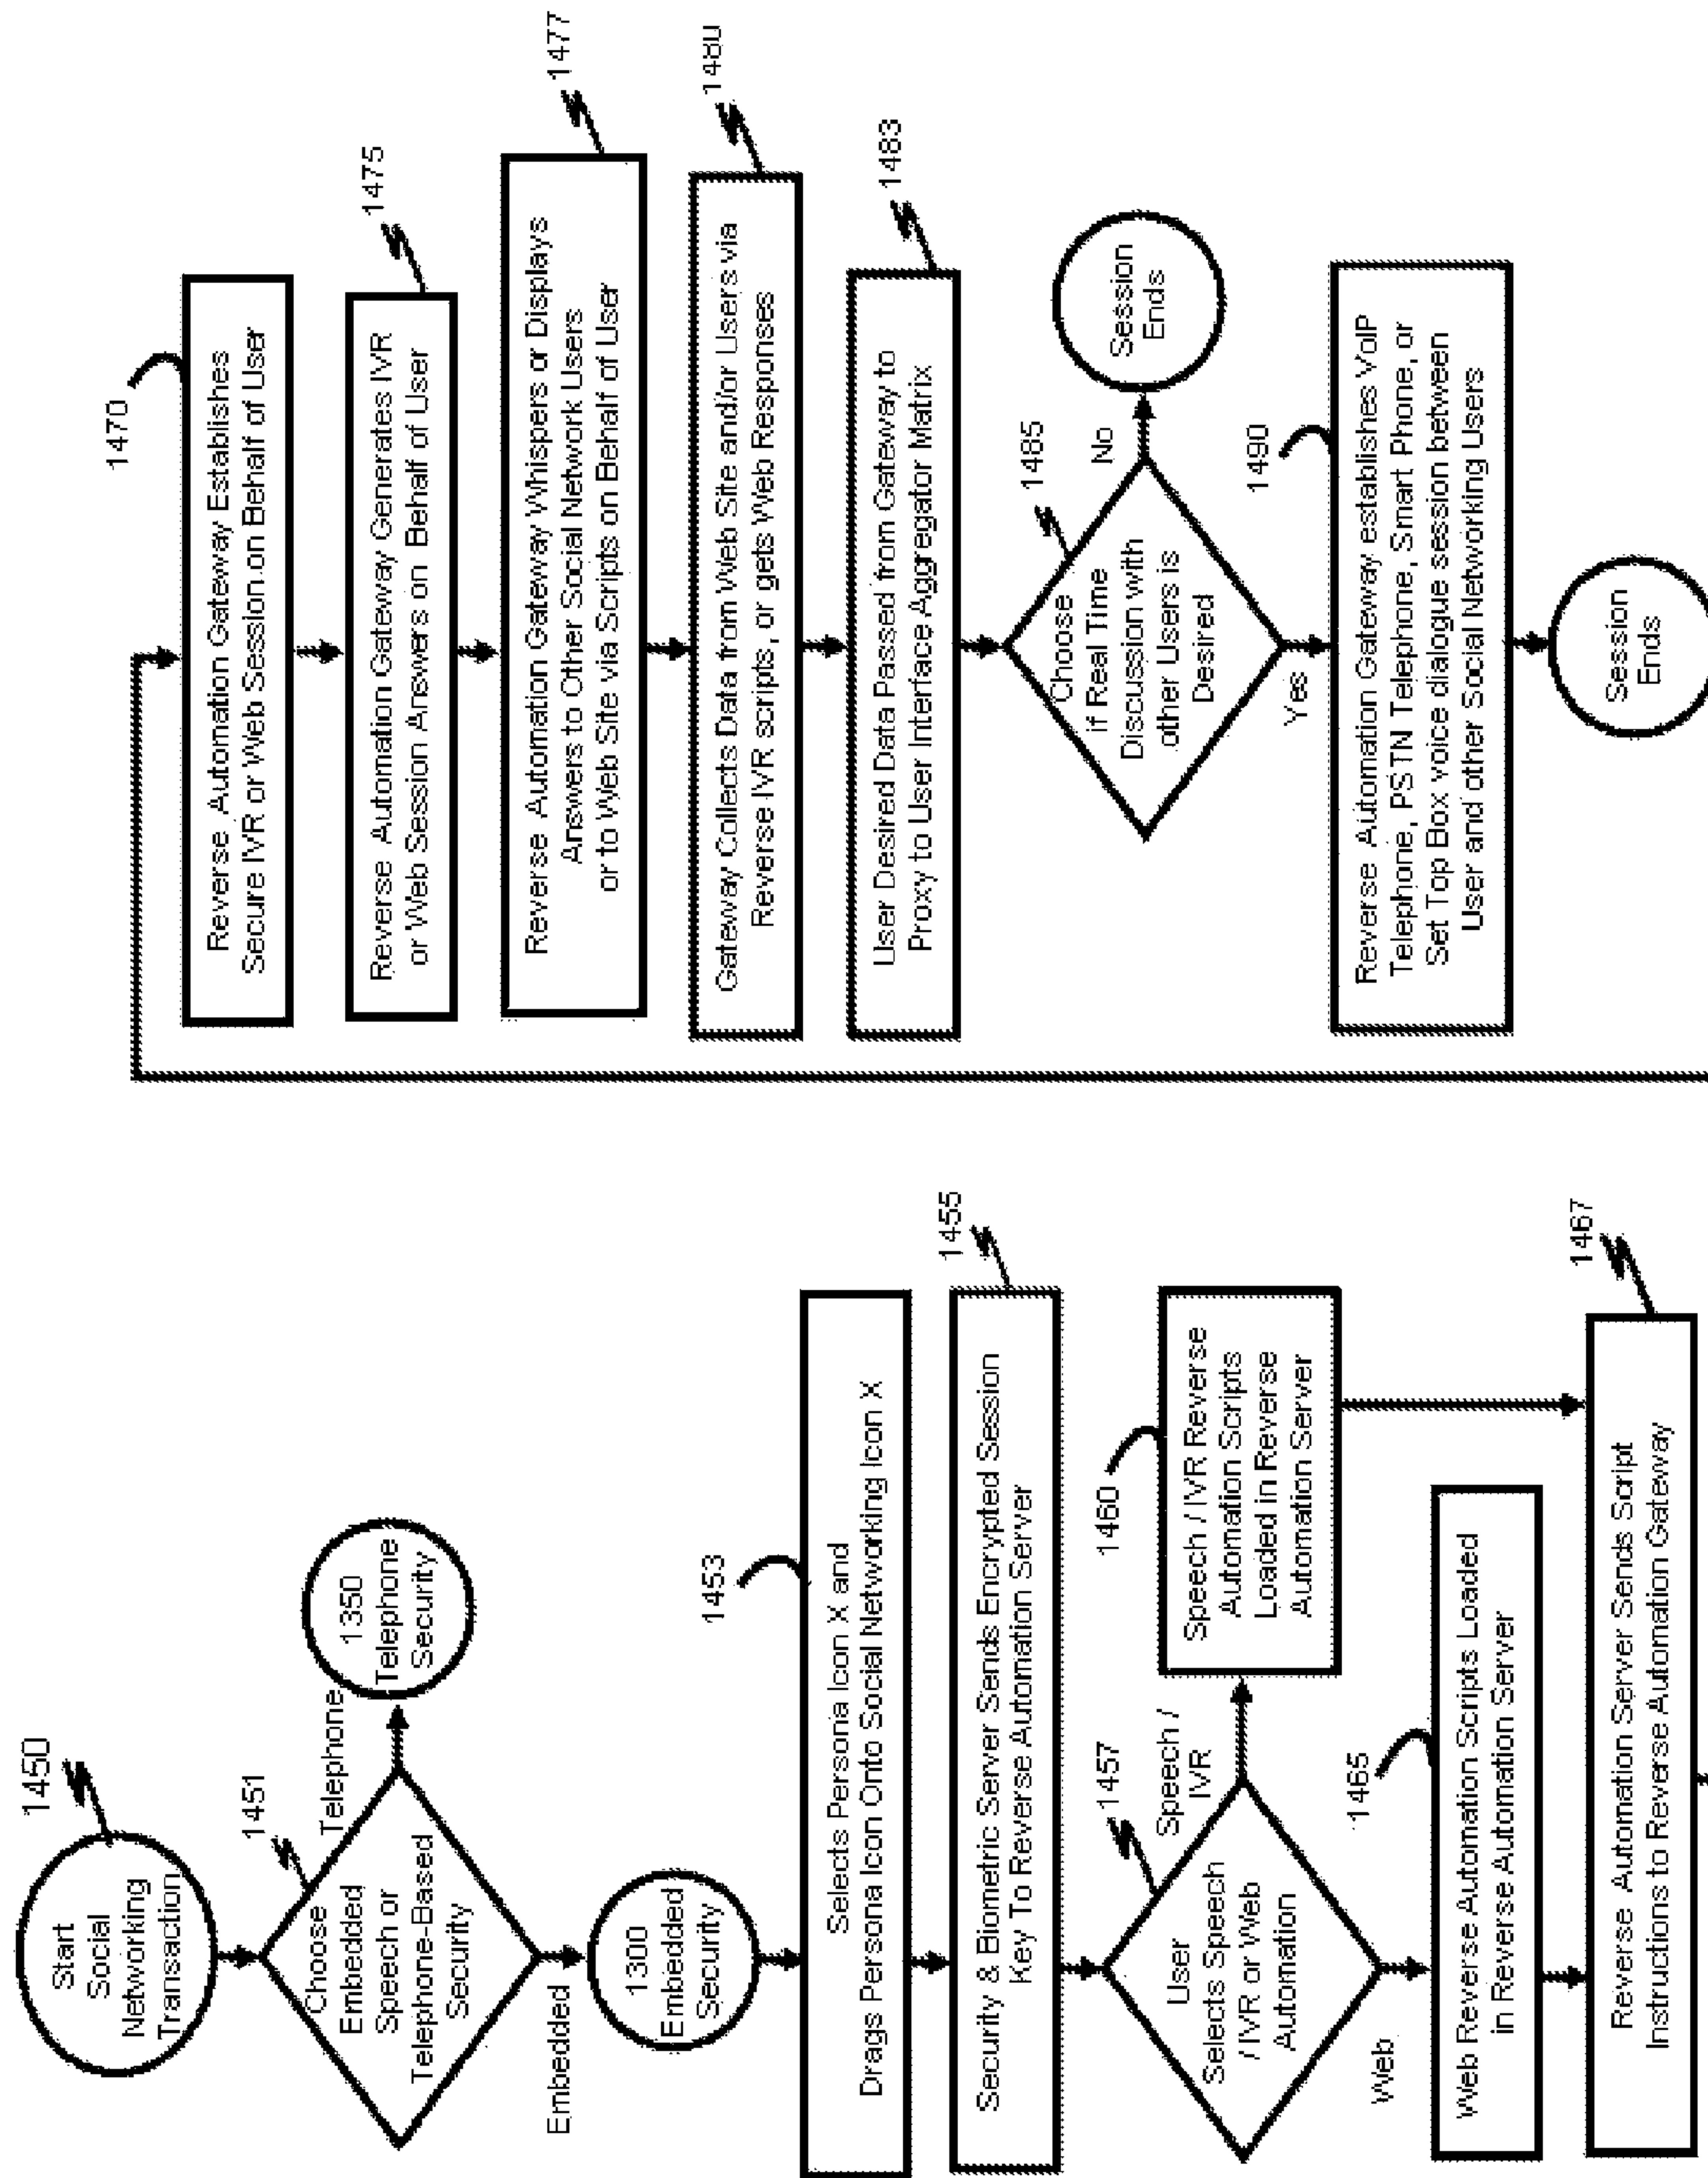 1450
Start
Social
Networking
Transaction
1451
Choose
Embedded
Speech or
Telephone-Based
Security
Telephone
1350
Telephone
Security
Embedded
1300
Embedded
Security
1453
Selects Persona Icon X and
Drags Persona Icon Onto Social Networking Icon X
1455
Security & Biometric Server Sends Encrypted Session
Key To Reverse Automation Server
1457
User
Selects Speech
/ IVR or Web
Automation
Speech /
IVR
1460
Speech / IVR Reverse
Automation Scripts
Loaded in Reverse
Automation Server
Web
1465
Web Reverse Automation Scripts Loaded
in Reverse Automation Server
1467
Reverse Automation Server Sends Script
Instructions to Reverse Automation Gateway
1470
Reverse Automation Gateway Establishes
Secure IVR or Web Session on Behalf of User
1475
Reverse Automation Gateway Generates IVR
or Web Session Answers on Behalf of User
1477
Reverse Automation Gateway Whispers or Displays
Answers to Other Social Network Users
or to Web Site via Scripts on Behalf of User
1480
Gateway Collects Data from Web Site and/or Users via
Reverse IVR scripts, or gets Web Responses
1483
User Desired Data Passed from Gateway to
Proxy to User Interface Aggregator Matrix
1485
Choose
if Real Time
Discussion with
other Users is
Desired
No
Session
Ends
Yes
1490
Reverse Automation Gateway establishes VoIP
Telephone, PSTN Telephone, Smart Phone, or
Set Top Box voice dialogue session between
User and other Social Networking Users
Session
Ends